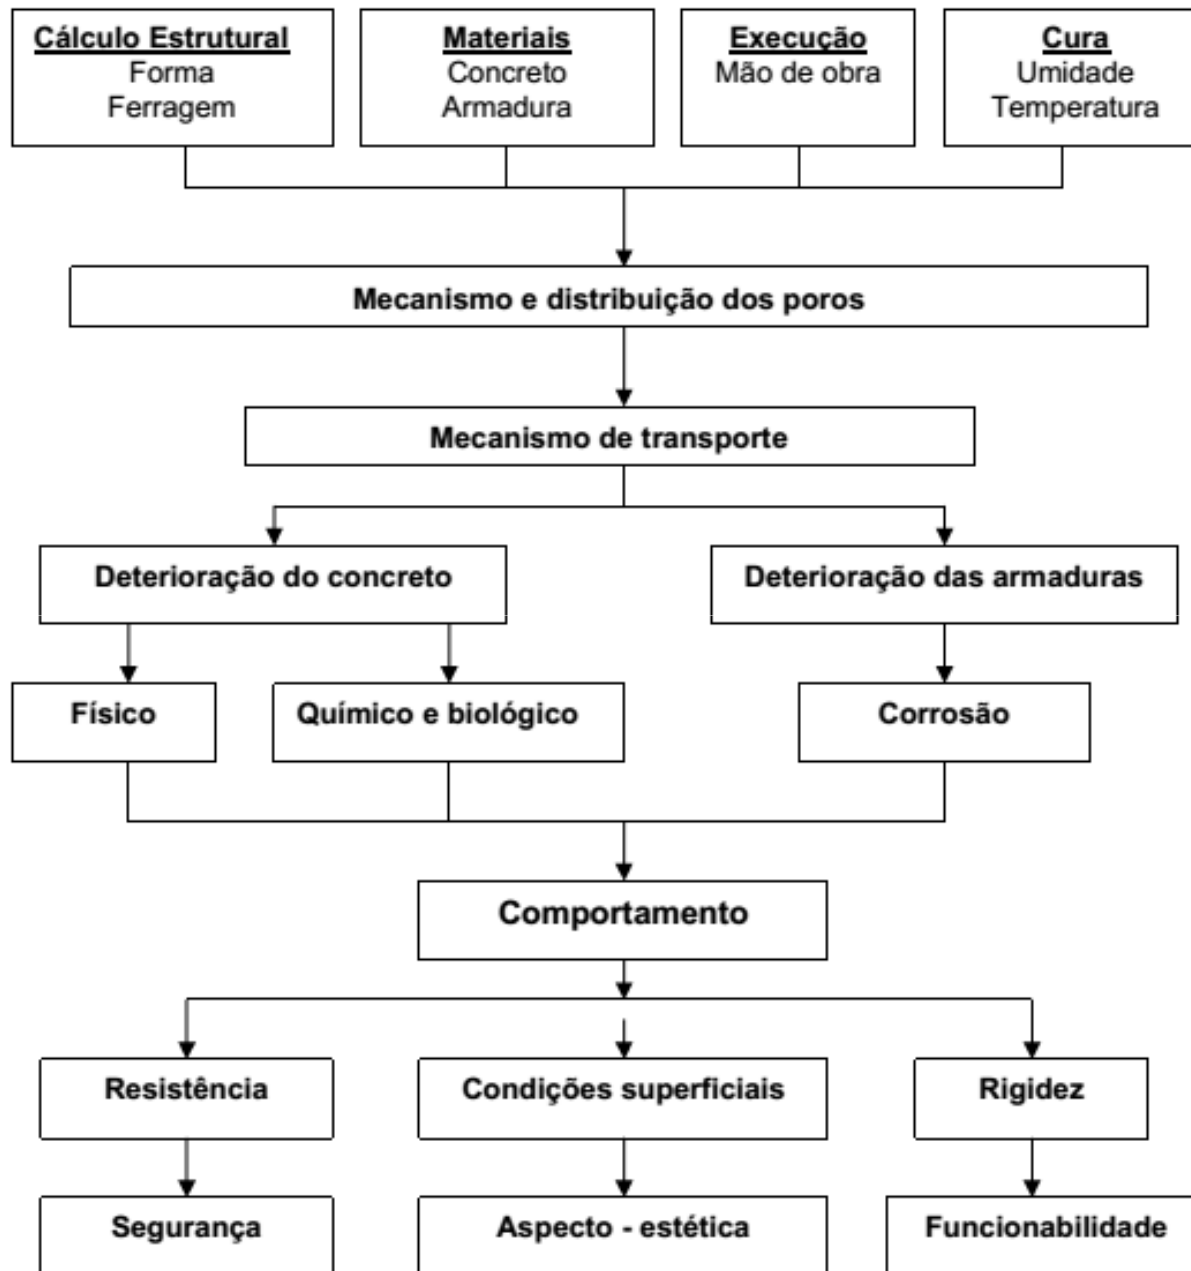 Cálculo Estrutural
Forma
Ferragem
Materiais
Concreto
Armadura
Execução
Mão de obra
Cura
Umidade
Temperatura
Mecanismo e distribuição dos poros
Mecanismo de transporte
Deterioração do concreto
Deterioração das armaduras
Físico
Químico e biológico
Corrosão
Comportamento
Resistência
Condições superficiais
Rigidez
Segurança
Aspecto - estética
Funcionabilidade